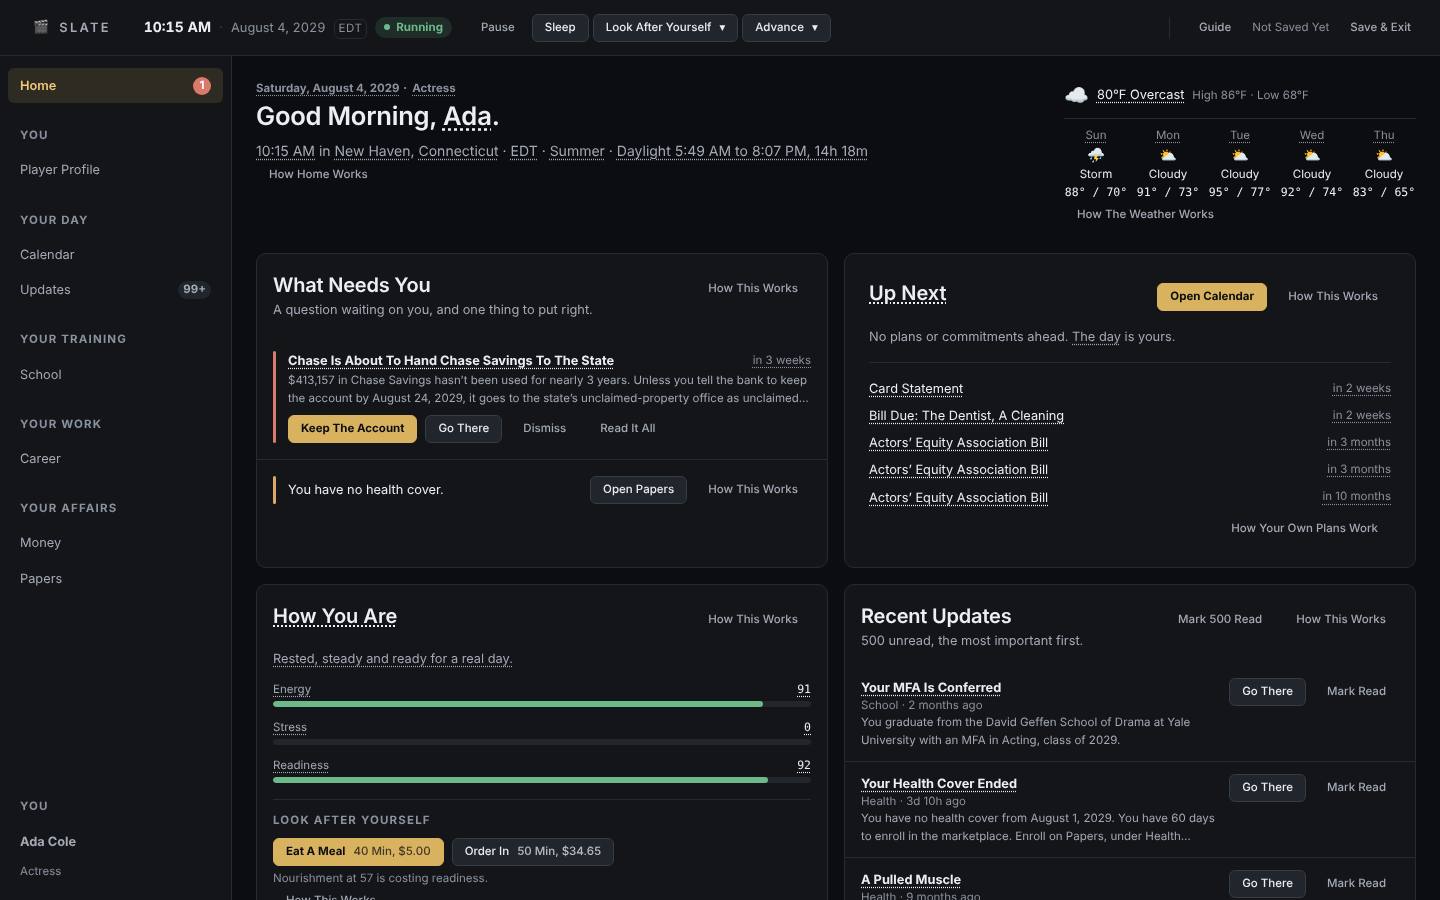 SLATE
10:15 AM · August 4, 2029 EDT Running
Pause
Sleep
Look After Yourself ▾
Advance ▾
Guide
Not Saved Yet
Save & Exit
Home 1
YOU
Player Profile
YOUR DAY
Calendar
Updates 99+
YOUR TRAINING
School
YOUR WORK
Career
YOUR AFFAIRS
Money
Papers
YOU
Ada Cole
Actress
Saturday, August 4, 2029 · Actress
Good Morning, Ada.
10:15 AM in New Haven, Connecticut · EDT · Summer · Daylight 5:49 AM to 8:07 PM, 14h 18m
How Home Works
80°F Overcast High 86°F · Low 68°F
Sun Mon Tue Wed Thu
Storm Cloudy Cloudy Cloudy Cloudy
88° / 70° 91° / 73° 95° / 77° 92° / 74° 83° / 65°
How The Weather Works
What Needs You
How This Works
A question waiting on you, and one thing to put right.
Chase Is About To Hand Chase Savings To The State in 3 weeks
$413,157 in Chase Savings hasn't been used for nearly 3 years. Unless you tell the bank to keep
the account by August 24, 2029, it goes to the state's unclaimed-property office as unclaimed...
Keep The Account Go There Dismiss Read It All
You have no health cover. Open Papers How This Works
Up Next
Open Calendar How This Works
No plans or commitments ahead. The day is yours.
Card Statement in 2 weeks
Bill Due: The Dentist, A Cleaning in 2 weeks
Actors' Equity Association Bill in 3 months
Actors' Equity Association Bill in 3 months
Actors' Equity Association Bill in 10 months
How Your Own Plans Work
How You Are
How This Works
Rested, steady and ready for a real day.
Energy 91
Stress 0
Readiness 92
LOOK AFTER YOURSELF
Eat A Meal 40 Min, $5.00 Order In 50 Min, $34.65
Nourishment at 57 is costing readiness.
How This Works
Recent Updates
Mark 500 Read How This Works
500 unread, the most important first.
Your MFA Is Conferred Go There Mark Read
School · 2 months ago
You graduate from the David Geffen School of Drama at Yale
University with an MFA in Acting, class of 2029.
Your Health Cover Ended Go There Mark Read
Health · 3d 10h ago
You have no health cover from August 1, 2029. You have 60 days
to enroll in the marketplace. Enroll on Papers, under Health...
A Pulled Muscle Go There Mark Read
Health · 9 months ago